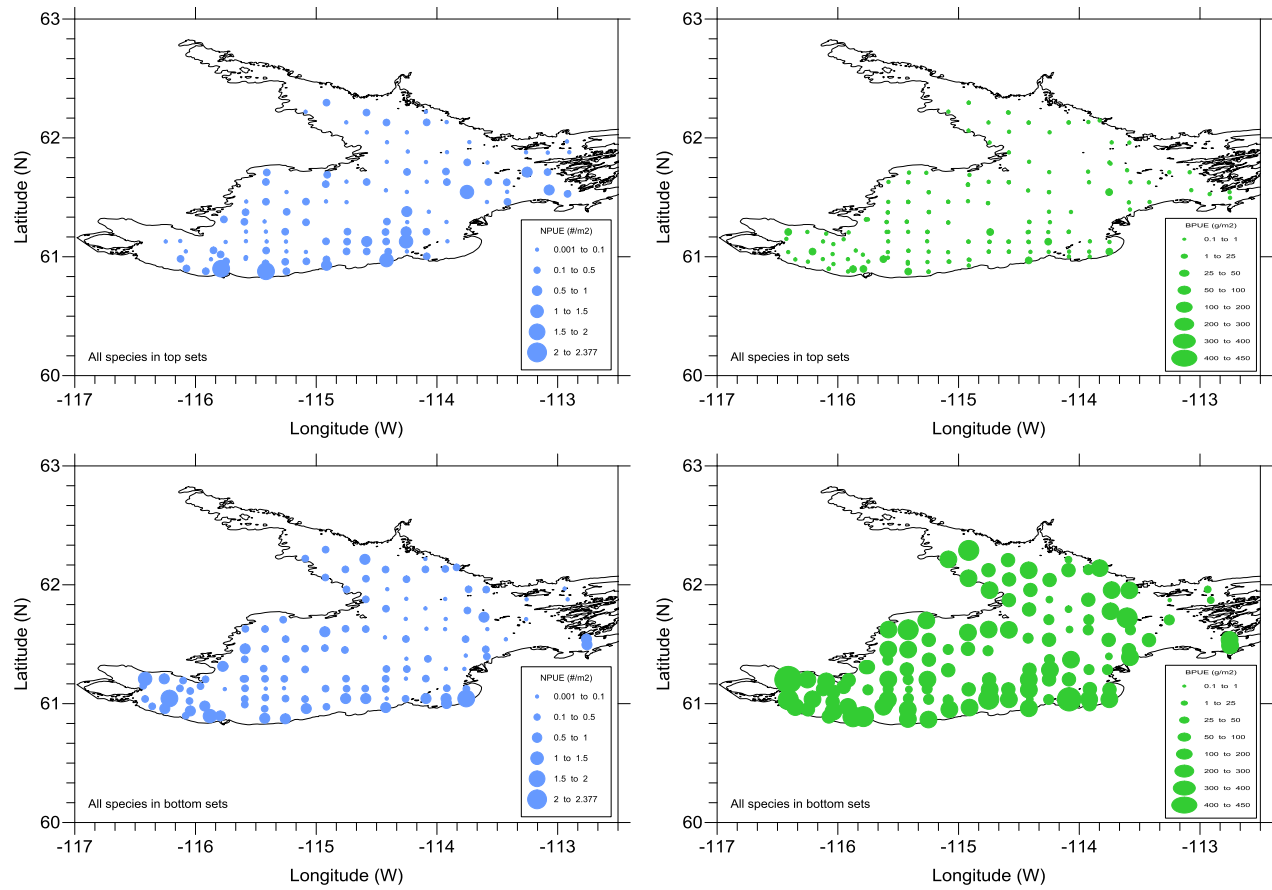 63
62
61
60
Latitude (N)
NPUE (#/m2)
0.001 to 0.1
0.1 to 0.5
0.5 to 1
1 to 1.5
1.5 to 2
2 to 2.377
All species in top sets
-117
-116
-115
-114
-113
Longitude (W)
63
62
61
60
Latitude (N)
BPUE (g/m2)
0.1 to 1
1 to 25
25 to 50
50 to 100
100 to 200
200 to 300
300 to 400
400 to 450
All species in top sets
-117
-116
-115
-114
-113
Longitude (W)
63
62
61
60
Latitude (N)
NPUE (#/m2)
0.001 to 0.1
0.1 to 0.5
0.5 to 1
1 to 1.5
1.5 to 2
2 to 2.377
All species in bottom sets
-117
-116
-115
-114
-113
Longitude (W)
63
62
61
60
Latitude (N)
BPUE (g/m2)
0.1 to 1
1 to 25
25 to 50
50 to 100
100 to 200
200 to 300
300 to 400
400 to 450
All species in bottom sets
-117
-116
-115
-114
-113
Longitude (W)